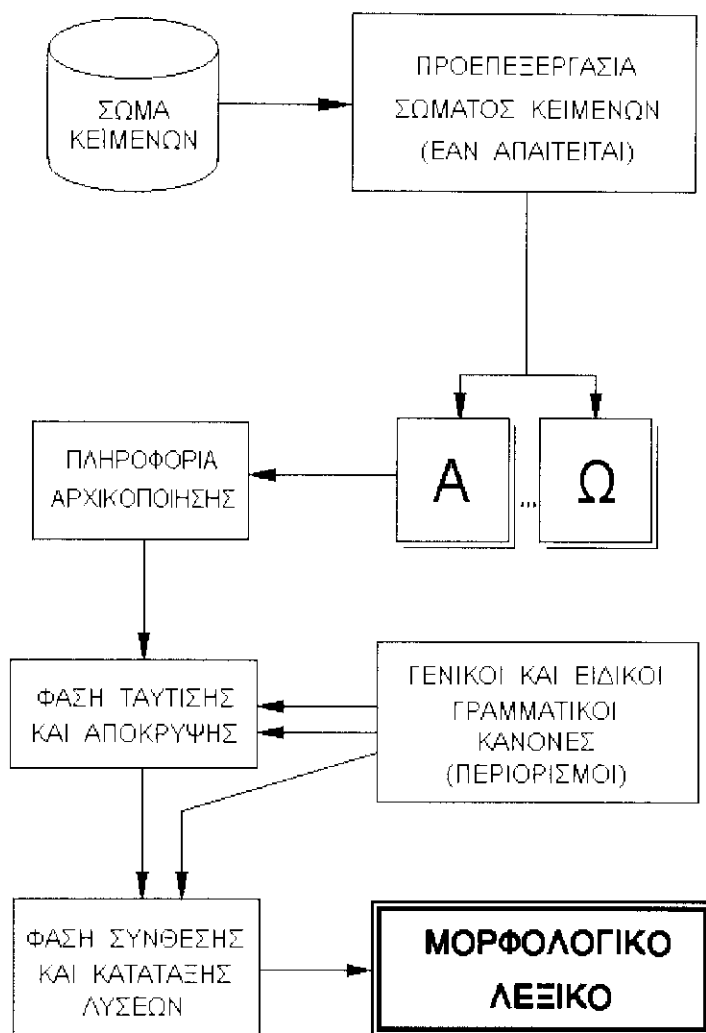 ΣΩΜΑ
ΚΕΙΜΕΝΩΝ
ΠΡΟΕΠΕΞΕΡΓΑΣΙΑ
ΣΩΜΑΤΟΣ ΚΕΙΜΕΝΩΝ
(ΕΑΝ ΑΠΑΙΤΕΙΤΑΙ)
Α ... Ω
ΠΛΗΡΟΦΟΡΙΑ
ΑΡΧΙΚΟΠΟΙΗΣΗΣ
ΦΑΣΗ ΤΑΥΤΙΣΗΣ
ΚΑΙ ΑΠΟΚΡΥΨΗΣ
ΓΕΝΙΚΟΙ ΚΑΙ ΕΙΔΙΚΟΙ
ΓΡΑΜΜΑΤΙΚΟΙ
ΚΑΝΟΝΕΣ
(ΠΕΡΙΟΡΙΣΜΟΙ)
ΦΑΣΗ ΣΥΝΘΕΣΗΣ
ΚΑΙ ΚΑΤΑΤΑΞΗΣ
ΛΥΣΕΩΝ
ΜΟΡΦΟΛΟΓΙΚΟ
ΛΕΞΙΚΟ